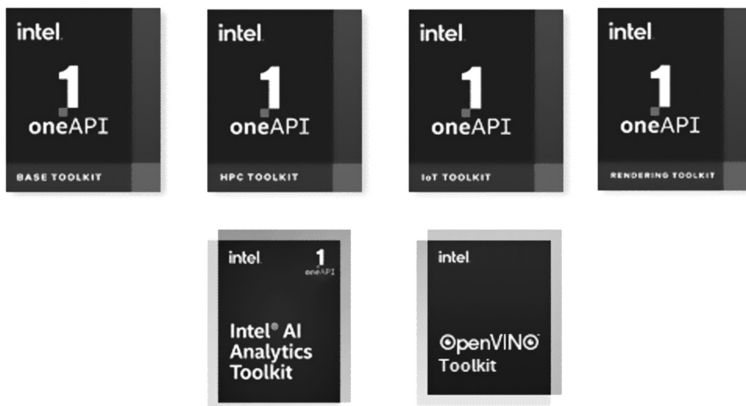 intel
1
oneAPI
BASE TOOLKIT
intel
1
oneAPI
HPC TOOLKIT
intel
1
oneAPI
IoT TOOLKIT
intel
1
oneAPI
RENDERING TOOLKIT
intel
1
oneAPI
Intel® AI
Analytics
Toolkit
intel
OpenVINO™
Toolkit